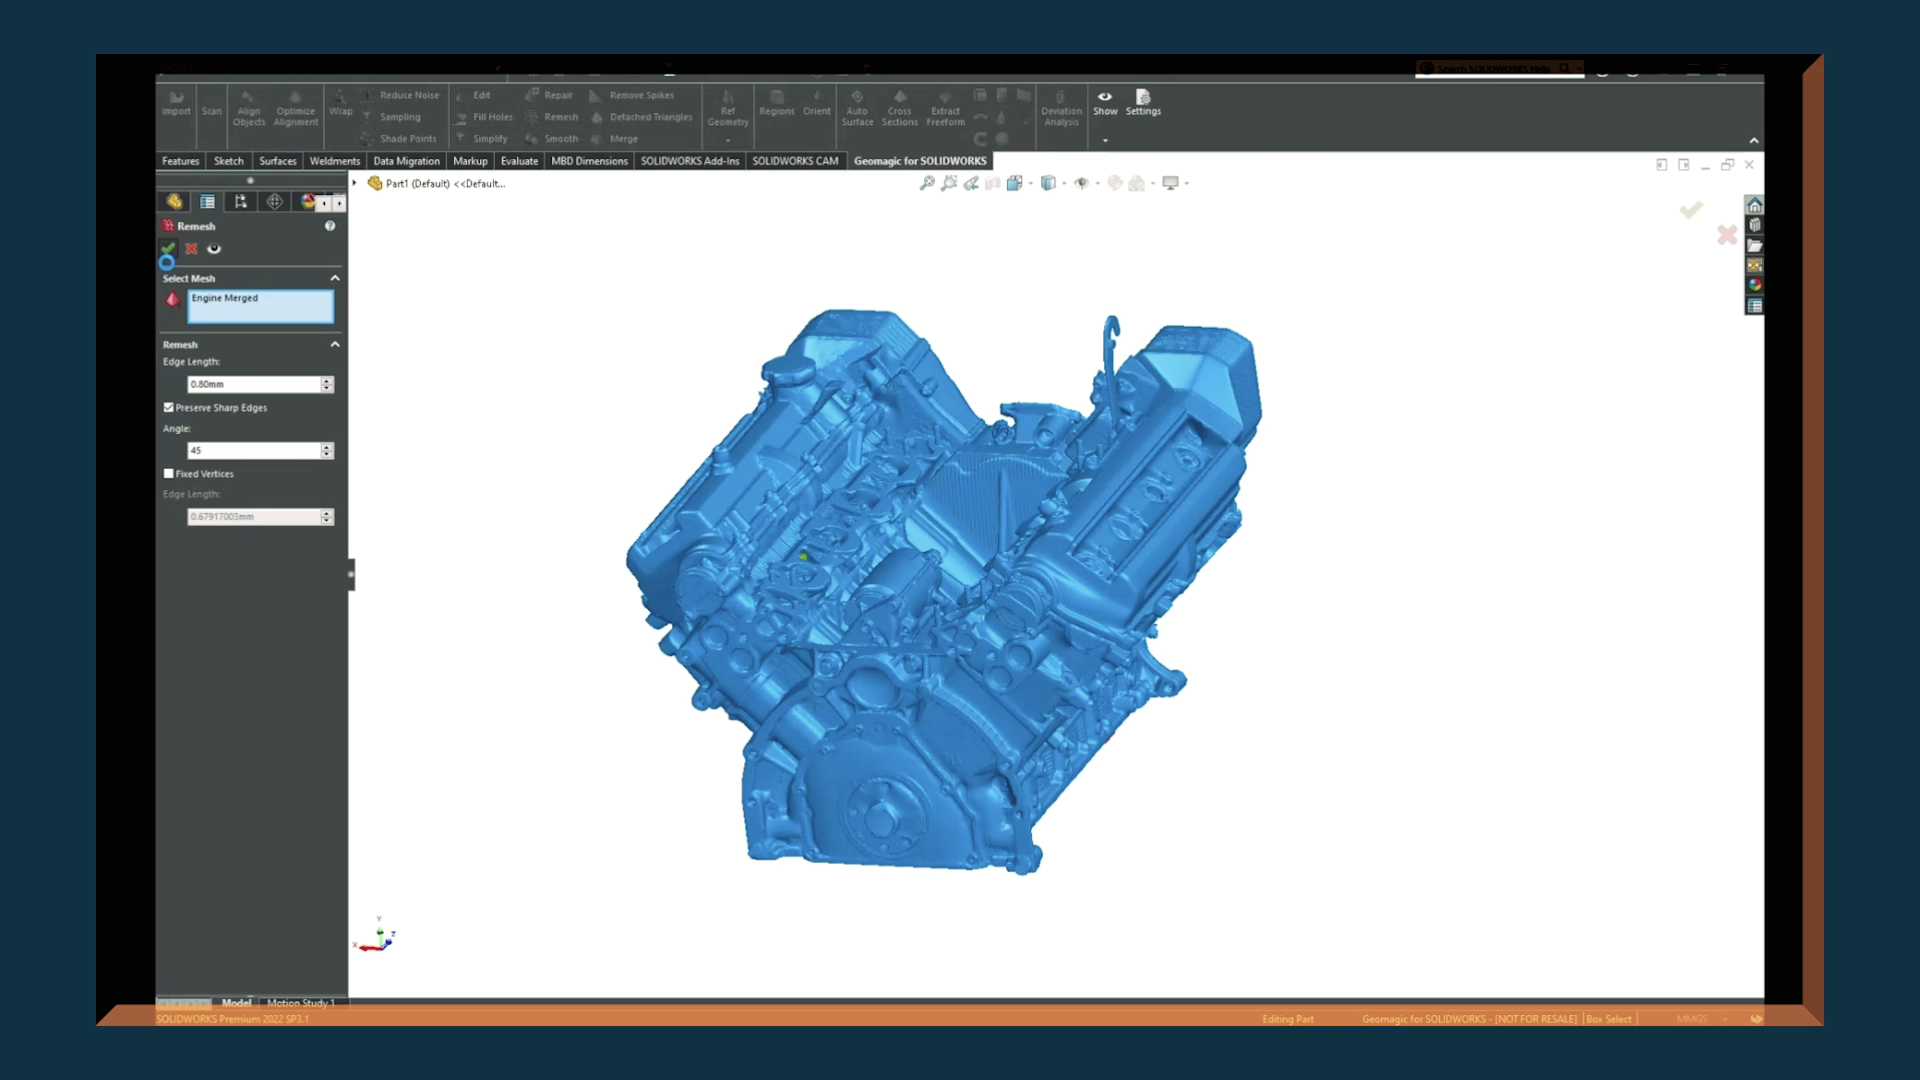 Search SOLIDWORKS Help
Import
Scan
Align Objects
Optimize Alignment
Wrap
Reduce Noise
Sampling
Shade Points
Edit
Fill Holes
Simplify
Repair
Remesh
Smooth
Remove Spikes
Detached Triangles
Merge
Ref Geometry
Regions
Orient
Auto Surface
Cross Sections
Extract Freeform
Deviation Analysis
Show
Settings
Features
Sketch
Surfaces
Weldments
Data Migration
Markup
Evaluate
MBD Dimensions
SOLIDWORKS Add-Ins
SOLIDWORKS CAM
Geomagic for SOLIDWORKS
Part1 (Default) <<Default...
Remesh
Select Mesh
Engine Merged
Remesh
Edge Length:
0.80mm
Preserve Sharp Edges
Angle:
45
Fixed Vertices
Edge Length:
0.67917003mm
Y
Z
X
Model
Motion Study 1
SOLIDWORKS Premium 2022 SP3.1
Editing Part
Geomagic for SOLIDWORKS - [NOT FOR RESALE]
Box Select
MMGS